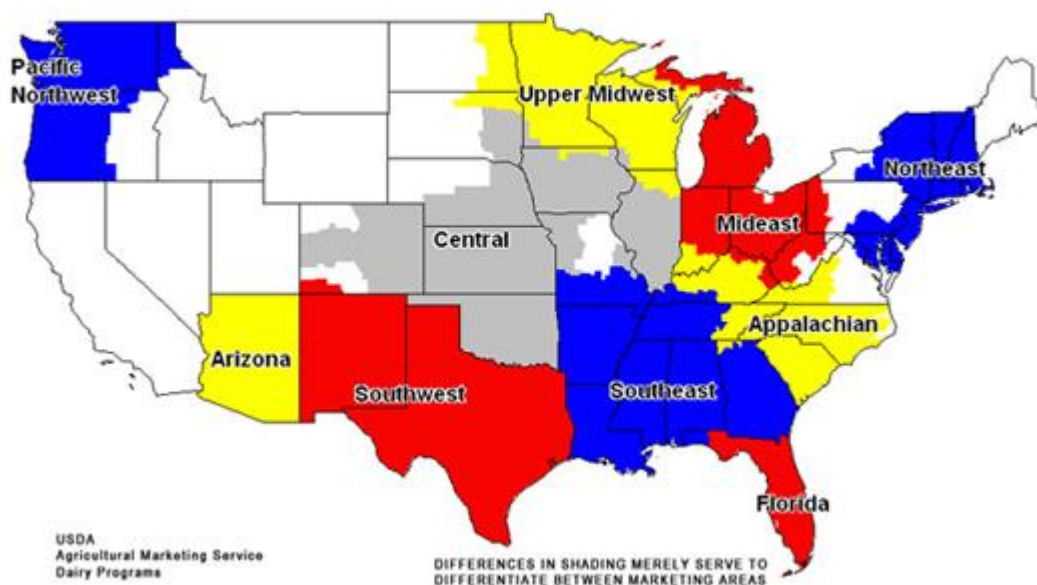 Pacific
Northwest
Upper Midwest
Northeast
Mideast
Central
Appalachian
Arizona
Southwest
Southeast
Florida
USDA
Agricultural Marketing Service
Dairy Programs
DIFFERENCES IN SHADING MERELY SERVE TO
DIFFERENTIATE BETWEEN MARKETING AREAS